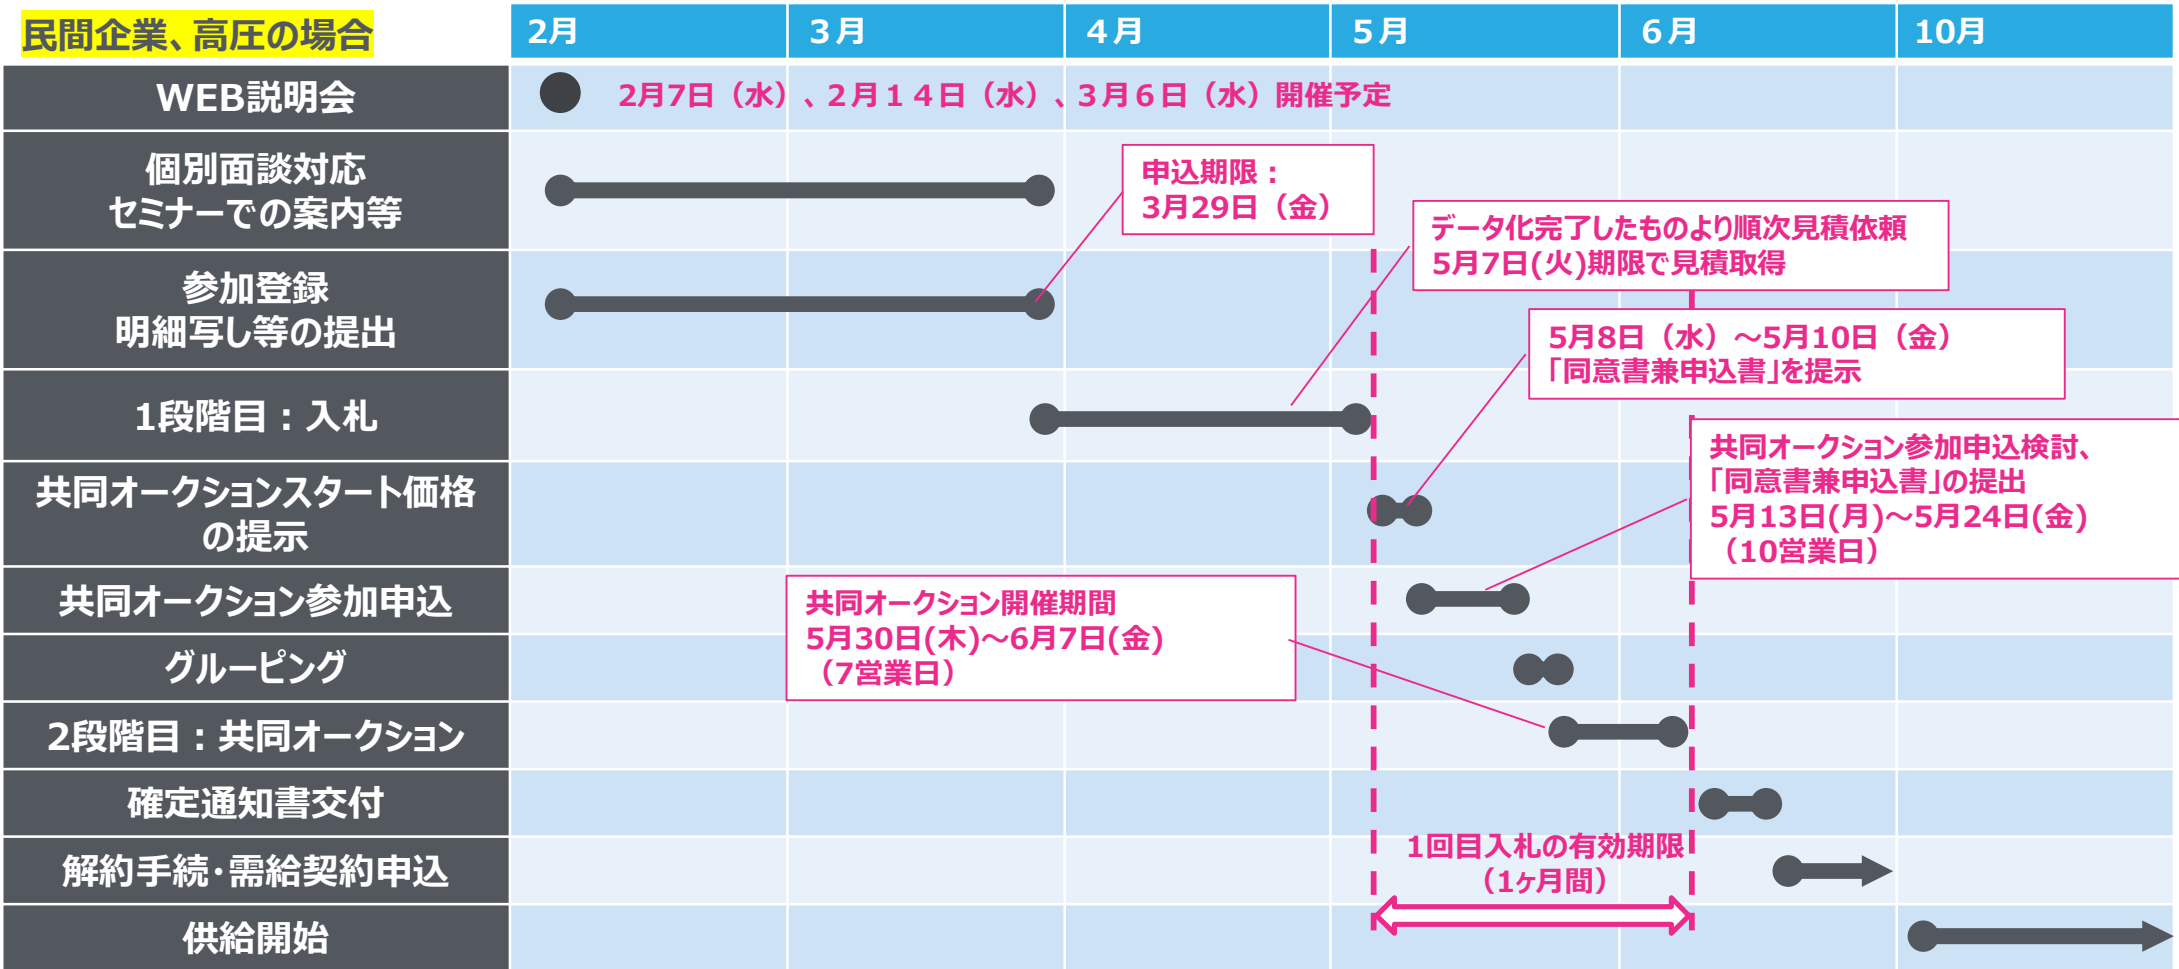 民間企業、高圧の場合
2月
3月
4月
5月
6月
10月
WEB説明会
2月7日（水）、2月14日（水）、3月6日（水）開催予定
個別面談対応
セミナーでの案内等
申込期限：
3月29日（金）
データ化完了したものより順次見積依頼
5月7日(火)期限で見積取得
参加登録
明細写し等の提出
5月8日（水）～5月10日（金）
「同意書兼申込書」を提示
1段階目：入札
共同オークション参加申込検討、
「同意書兼申込書」の提出
5月13日(月)～5月24日(金)
（10営業日）
共同オークションスタート価格
の提示
共同オークション参加申込
共同オークション開催期間
5月30日(木)～6月7日(金)
（7営業日）
グルーピング
2段階目：共同オークション
確定通知書交付
1回目入札の有効期限
（1ヶ月間）
解約手続・需給契約申込
供給開始